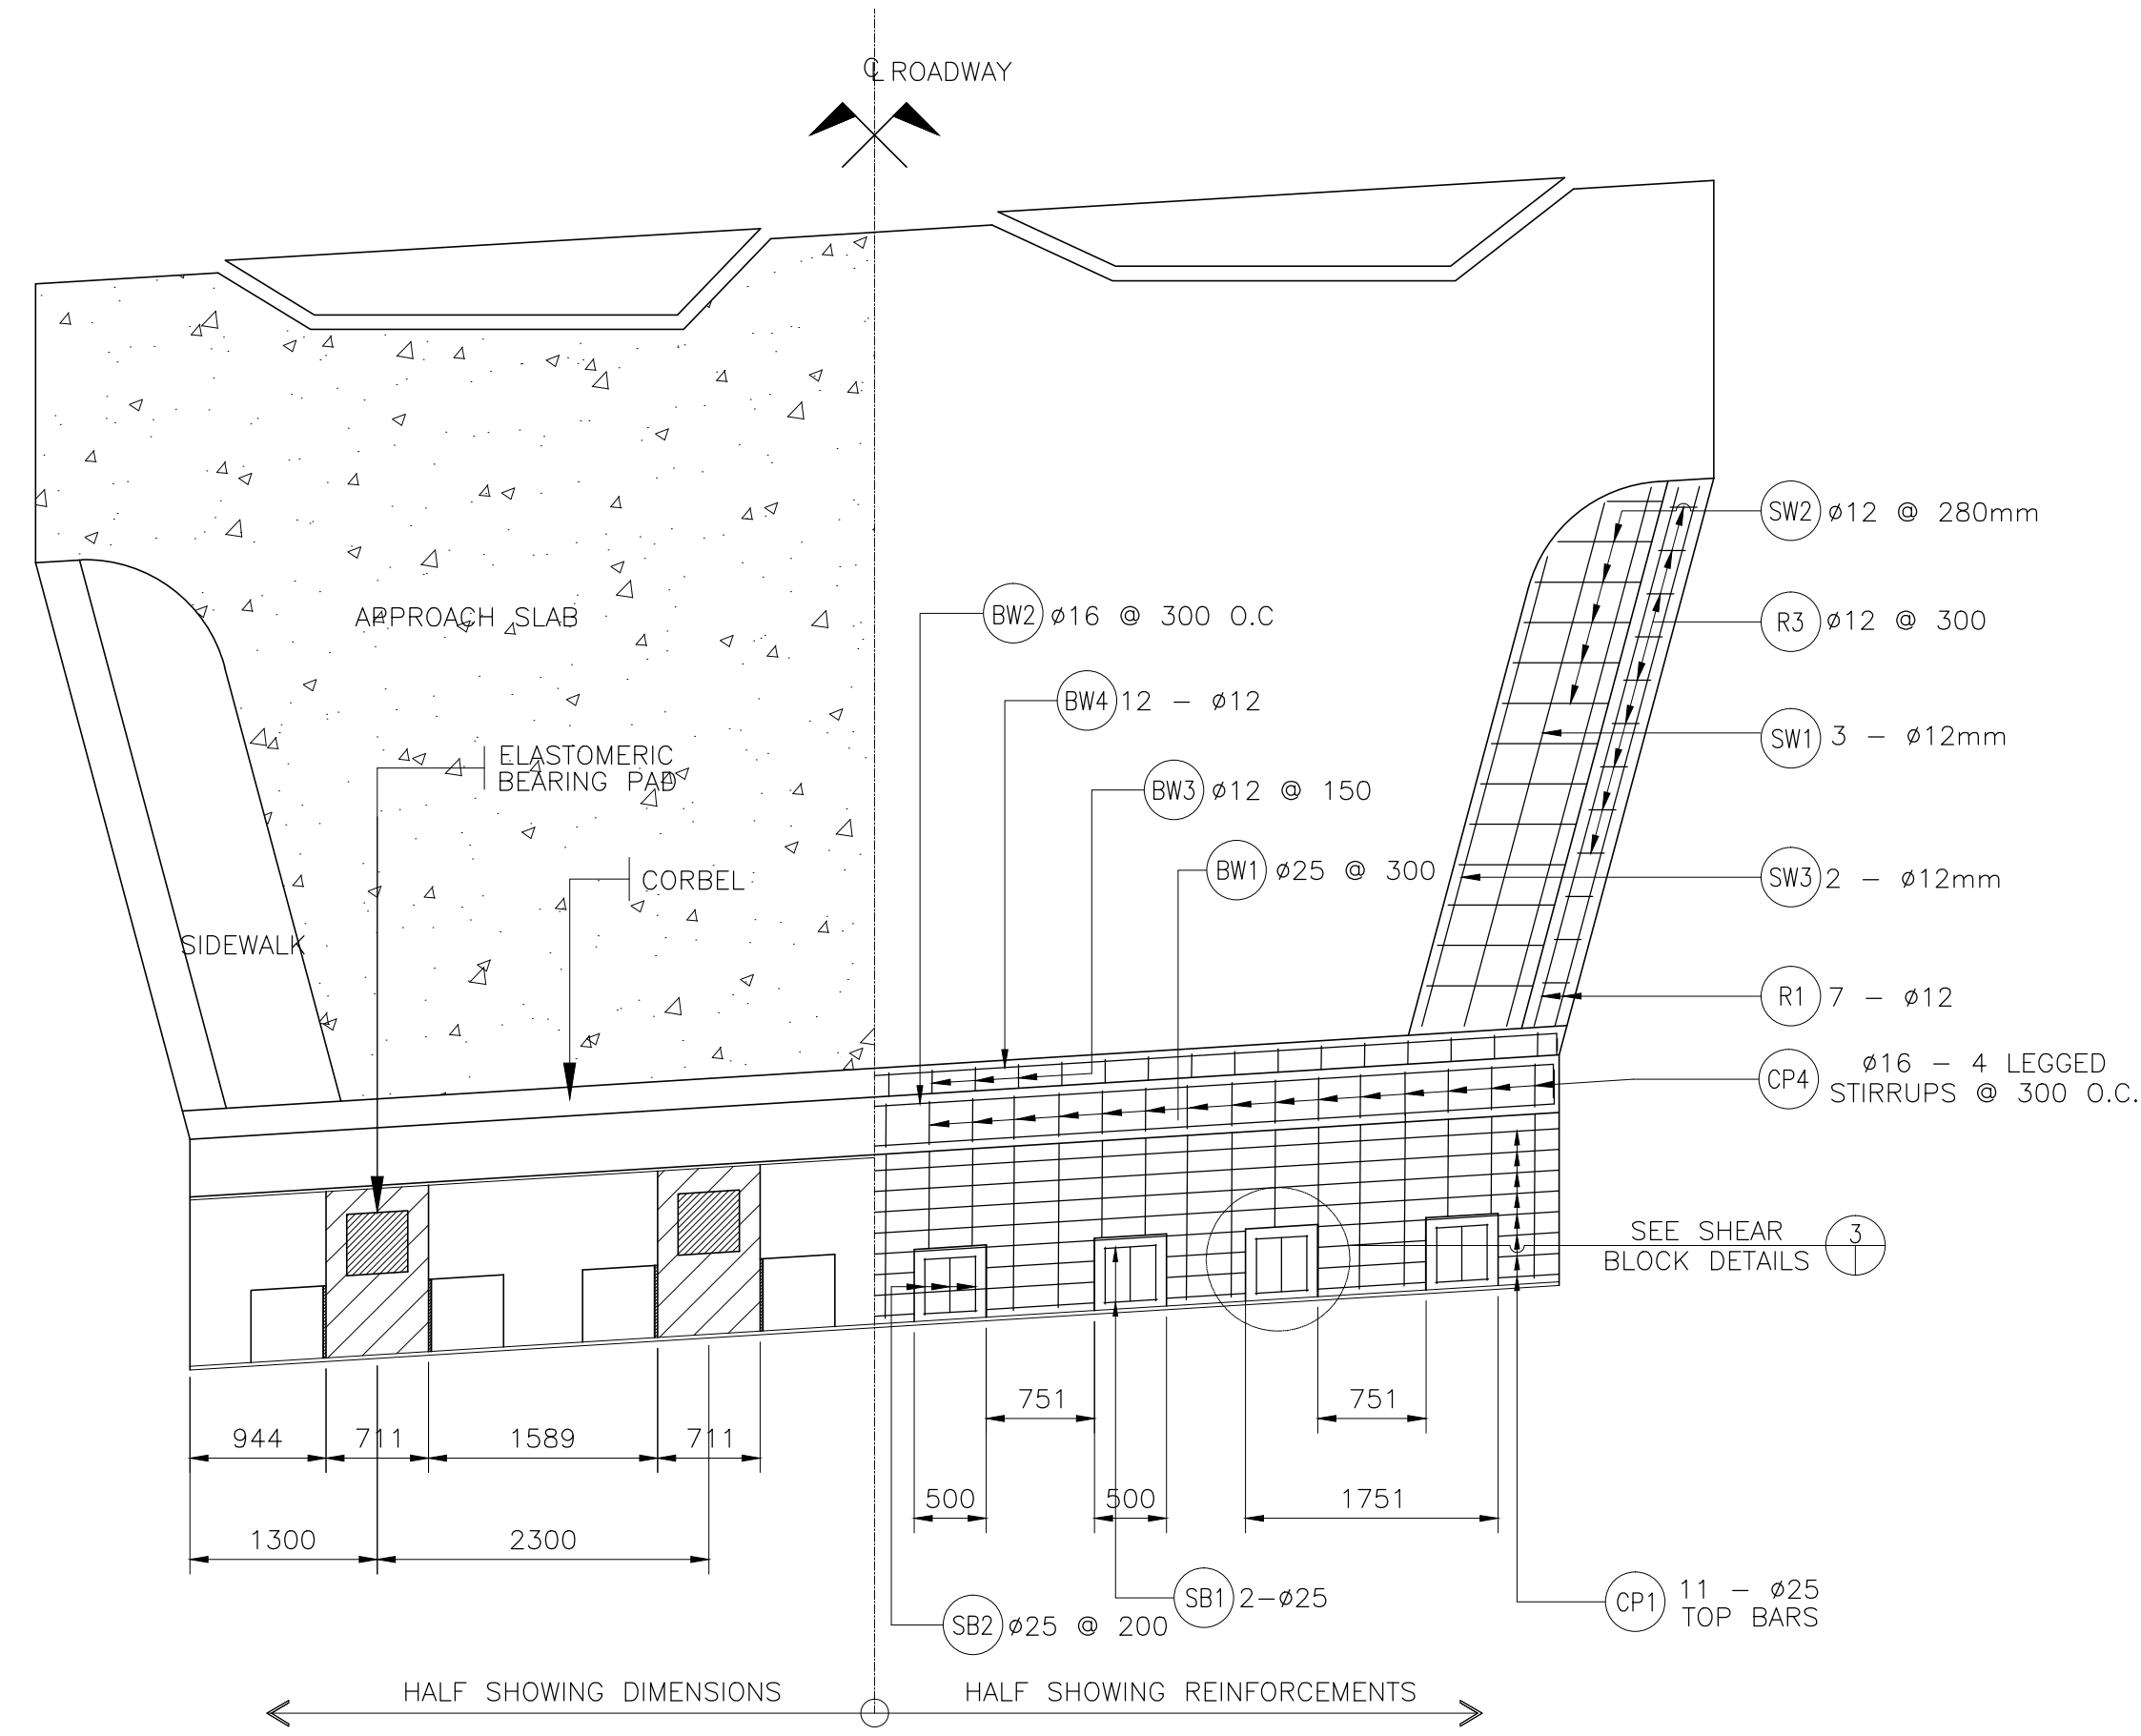 ℄ ROADWAY
SW2 ø12 @ 280mm
BW2 ø16 @ 300 O.C
R3 ø12 @ 300
APPROACH SLAB
BW4 12 - ø12
SW1 3 - ø12mm
ELASTOMERIC
BEARING PAD
BW3 ø12 @ 150
BW1 ø25 @ 300
CORBEL
SW3 2 - ø12mm
SIDEWALK
R1 7 - ø12
CP4 ø16 - 4 LEGGED
STIRRUPS @ 300 O.C.
SEE SHEAR
BLOCK DETAILS
3
751
751
944
711
1589
711
500
500
1751
1300
2300
SB1 2-ø25
CP1 11 - ø25
TOP BARS
SB2 ø25 @ 200
HALF SHOWING DIMENSIONS
HALF SHOWING REINFORCEMENTS